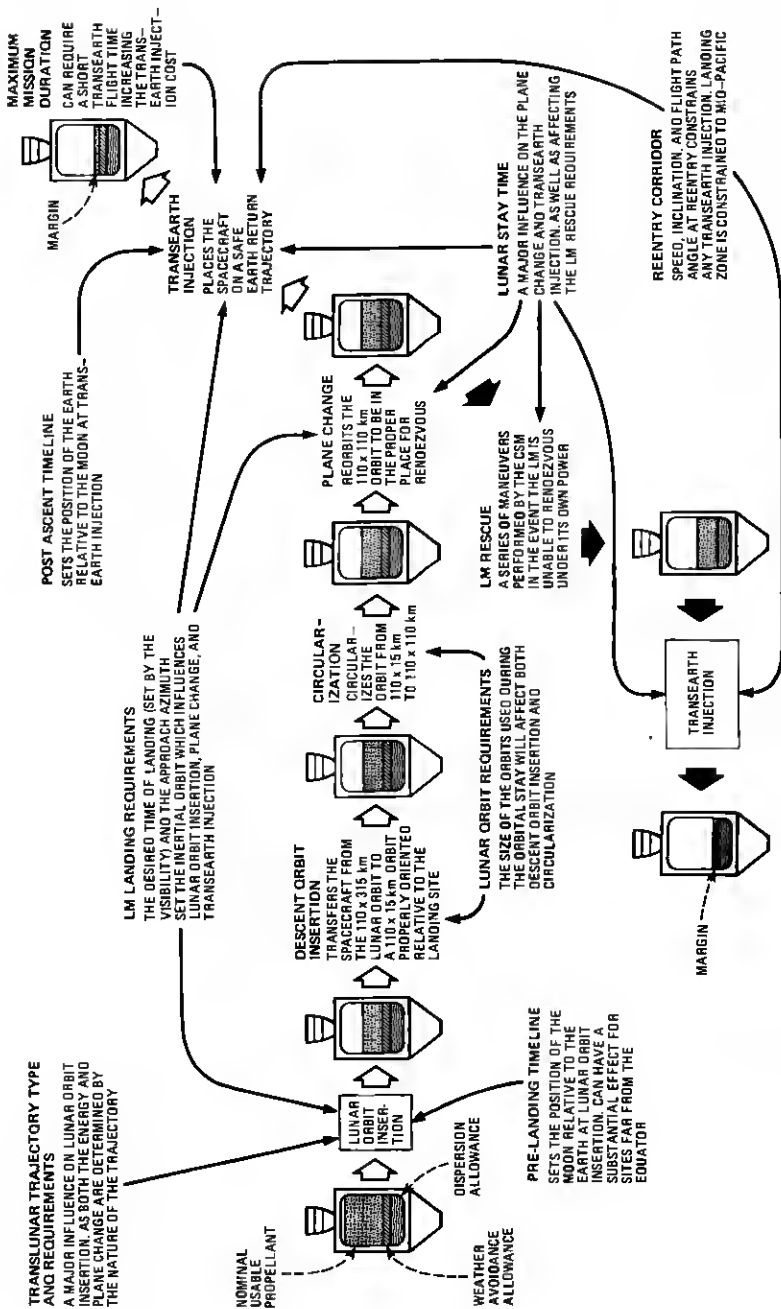 TRANSLUNAR TRAJECTORY TYPE
ANQ REQUIREMENTS
A MAJOR INFLUENCE ON LUNAR ORBIT
INSERTION, AS BOTH THE ENERGY AND
PLANE CHANGE ARE DETERMINED BY
THE NATURE OF THE TRAJECTORY
LM LANDING REQUIREMENTS
THE DESIRED TIME OF LANDING (SET BY THE
VISIBILITY) AND THE APPROACH AZIMUTH
SET THE INERTIAL ORBIT WHICH INFLUENCES
LUNAR ORBIT INSERTION, PLANE CHANGE, AND
TRANSEARTH INJECTION
POST ASCENT TIMELINE
SETS THE POSITION OF THE EARTH
RELATIVE TO THE MOON AT TRANS-
EARTH INJECTION
MAXIMUM
MISSION
DURATION
CAN REQUIRE
A SHORT
TRANSEARTH
FLIGHT TIME
INCREASING
THE TRANS-
EARTH INJECT-
ION COST
MARGIN
NOMINAL
USABLE
PROPELLANT
WEATHER
AVOIDANCE
ALLOWANCE
DISPERSION
ALLOWANCE
LUNAR
ORBIT
INSER-
TION
DESCENT ORBIT
INSERTION
TRANSFERS THE
SPACECRAFT FROM
THE 110 x 315 km
LUNAR ORBIT TO
A 110 x 15 km ORBIT
PROPERLY ORIENTED
RELATIVE TO THE
LANDING SITE
CIRCULAR-
IZATION
CIRCULAR-
IZES THE
ORBIT FROM
110 x 15 km
TO 110 x 110 km
PLANE CHANGE
REORBITS THE
110 x 110 km
ORBIT TO BE IN
THE PROPER
PLACE FOR
RENDEZVOUS
TRANSEARTH
INJECTION
PLACES THE
SPACECRAFT
ON A SAFE
EARTH RETURN
TRAJECTORY
PRE-LANDING TIMELINE
SETS THE POSITION OF THE
MOON RELATIVE TO THE
EARTH AT LUNAR ORBIT
INSERTION. CAN HAVE A
SUBSTANTIAL EFFECT FOR
SITES FAR FROM THE
EQUATOR
LUNAR ORBIT REQUIREMENTS
THE SIZE OF THE ORBITS USED DURING
THE ORBITAL STAY WILL AFFECT BOTH
DESCENT ORBIT INSERTION AND
CIRCULARIZATION
LM RESCUE
A SERIES OF MANEUVERS
PERFORMED BY THE CSM
IN THE EVENT THE LM IS
UNABLE TO RENDEZVOUS
UNDER ITS OWN POWER
LUNAR STAY TIME
A MAJOR INFLUENCE ON THE PLANE
CHANGE AND TRANSEARTH
INJECTION, AS WELL AS AFFECTING
THE LM RESCUE REQUIREMENTS
REENTRY CORRIDOR
SPEED, INCLINATION, AND FLIGHT PATH
ANGLE AT REENTRY CONSTRAINS
ANY TRANSEARTH INJECTION. LANDING
ZONE IS CONSTRAINED TO MID-PACIFIC
TRANSEARTH
INJECTION
MARGIN